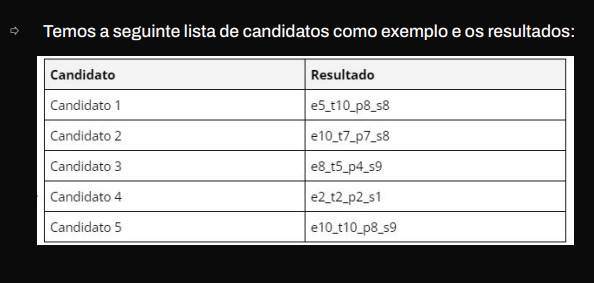 ⇨ Temos a seguinte lista de candidatos como exemplo e os resultados:
Candidato Resultado
Candidato 1 e5_t10_p8_s8
Candidato 2 e10_t7_p7_s8
Candidato 3 e8_t5_p4_s9
Candidato 4 e2_t2_p2_s1
Candidato 5 e10_t10_p8_s9